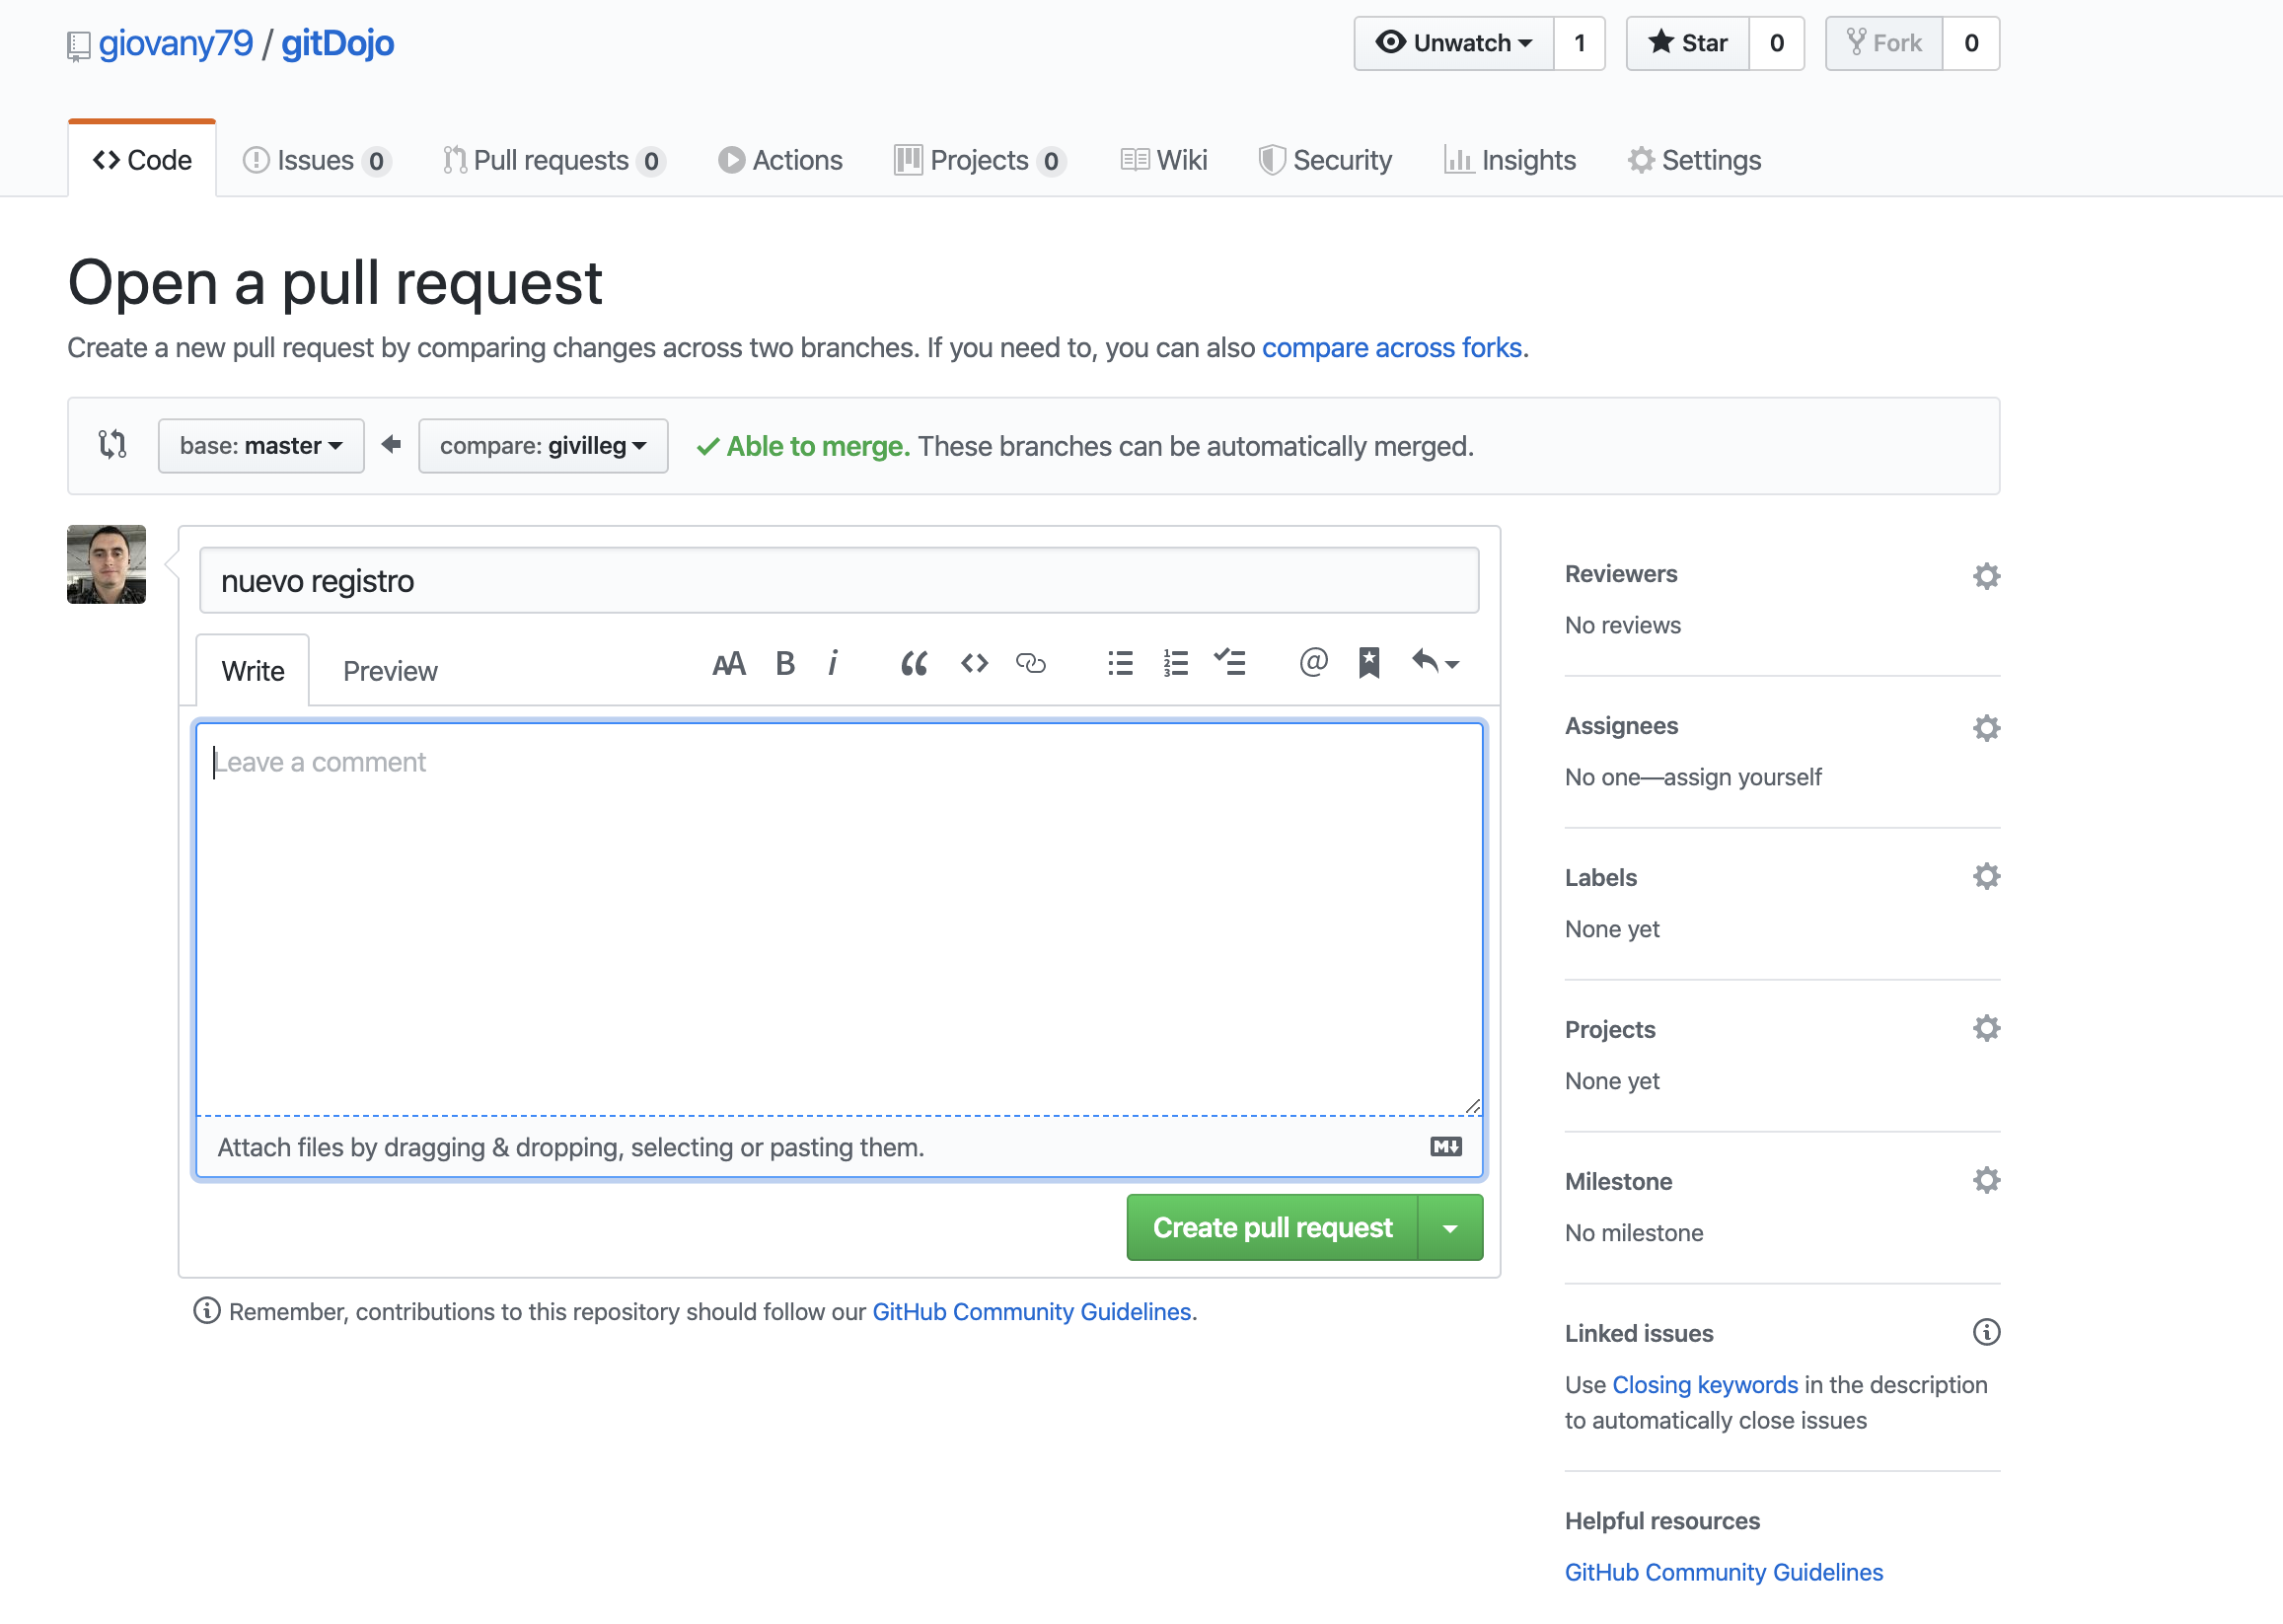 giovany79 / gitDojo
Unwatch 1 Star 0 Fork 0
Code Issues 0 Pull requests 0 Actions Projects 0 Wiki Security Insights Settings
Open a pull request
Create a new pull request by comparing changes across two branches. If you need to, you can also compare across forks.
base: master compare: givilleg Able to merge. These branches can be automatically merged.
nuevo registro
Write Preview AA B i @
Leave a comment
Attach files by dragging & dropping, selecting or pasting them.
Create pull request
Remember, contributions to this repository should follow our GitHub Community Guidelines.
Reviewers
No reviews
Assignees
No one—assign yourself
Labels
None yet
Projects
None yet
Milestone
No milestone
Linked issues
Use Closing keywords in the description
to automatically close issues
Helpful resources
GitHub Community Guidelines